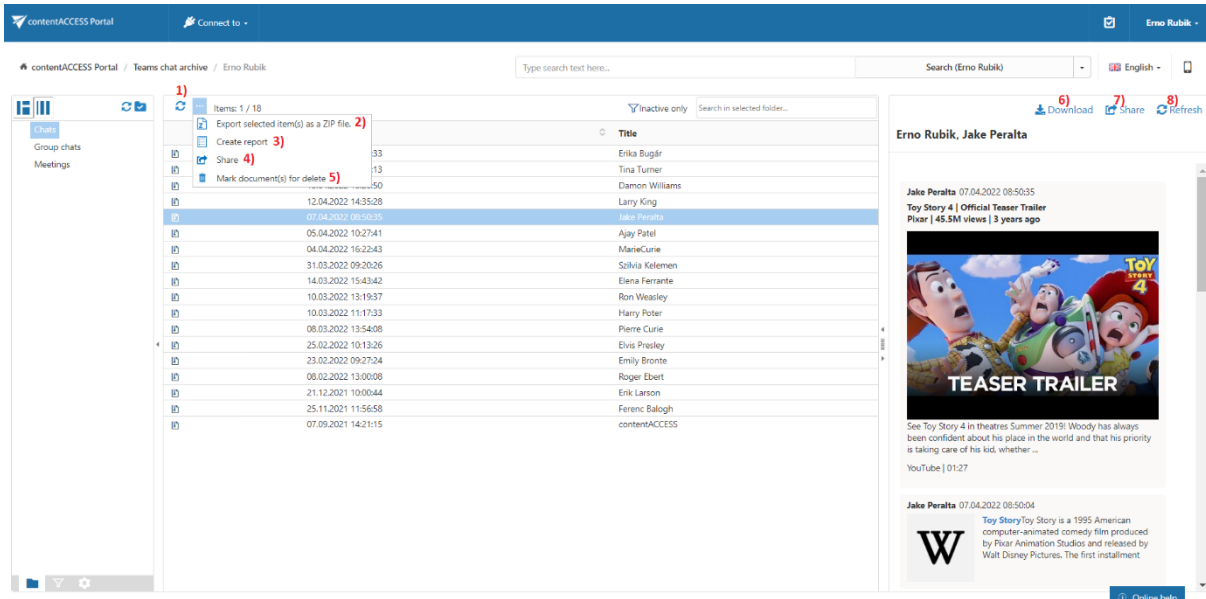 contentACCESS Portal
Connect to
Erno Rubik
contentACCESS Portal / Teams chat archive / Erno Rubik
Type search text here...
Search (Erno Rubik)
English
1)
Items: 1 / 18
Inactive only
Search in selected folder...
6)
7)
8)
Download
Share
Refresh
Chats
Group chats
Meetings
Export selected item(s) as a ZIP file. 2)
Create report 3)
Share 4)
Mark document(s) for delete 5)
Title
:33 Erika Bugár
:13 Tina Turner
:50 Damon Williams
12.04.2022 14:35:28 Larry King
07.04.2022 08:50:35 Jake Peralta
05.04.2022 10:27:41 Ajay Patel
04.04.2022 16:22:43 MarieCurie
31.03.2022 09:20:26 Szilvia Kelemen
14.03.2022 15:43:42 Elena Ferrante
10.03.2022 13:19:37 Ron Weasley
10.03.2022 11:17:33 Harry Poter
08.03.2022 13:54:08 Pierre Curie
25.02.2022 10:13:26 Elvis Presley
23.02.2022 09:27:24 Emily Bronte
08.02.2022 13:00:08 Roger Ebert
21.12.2021 10:00:44 Erik Larson
25.11.2021 11:56:58 Ferenc Balogh
07.09.2021 14:21:15 contentACCESS
Erno Rubik, Jake Peralta
Jake Peralta 07.04.2022 08:50:35
Toy Story 4 | Official Teaser Trailer
Pixar | 45.5M views | 3 years ago
TOY
STORY
4
TEASER TRAILER
See Toy Story 4 in theatres Summer 2019! Woody has always
been confident about his place in the world and that his priority
is taking care of his kid, whether ...
YouTube | 01:27
Jake Peralta 07.04.2022 08:50:04
Toy StoryToy Story is a 1995 American
computer-animated comedy film produced
by Pixar Animation Studios and released by
Walt Disney Pictures. The first installment
W
Online help